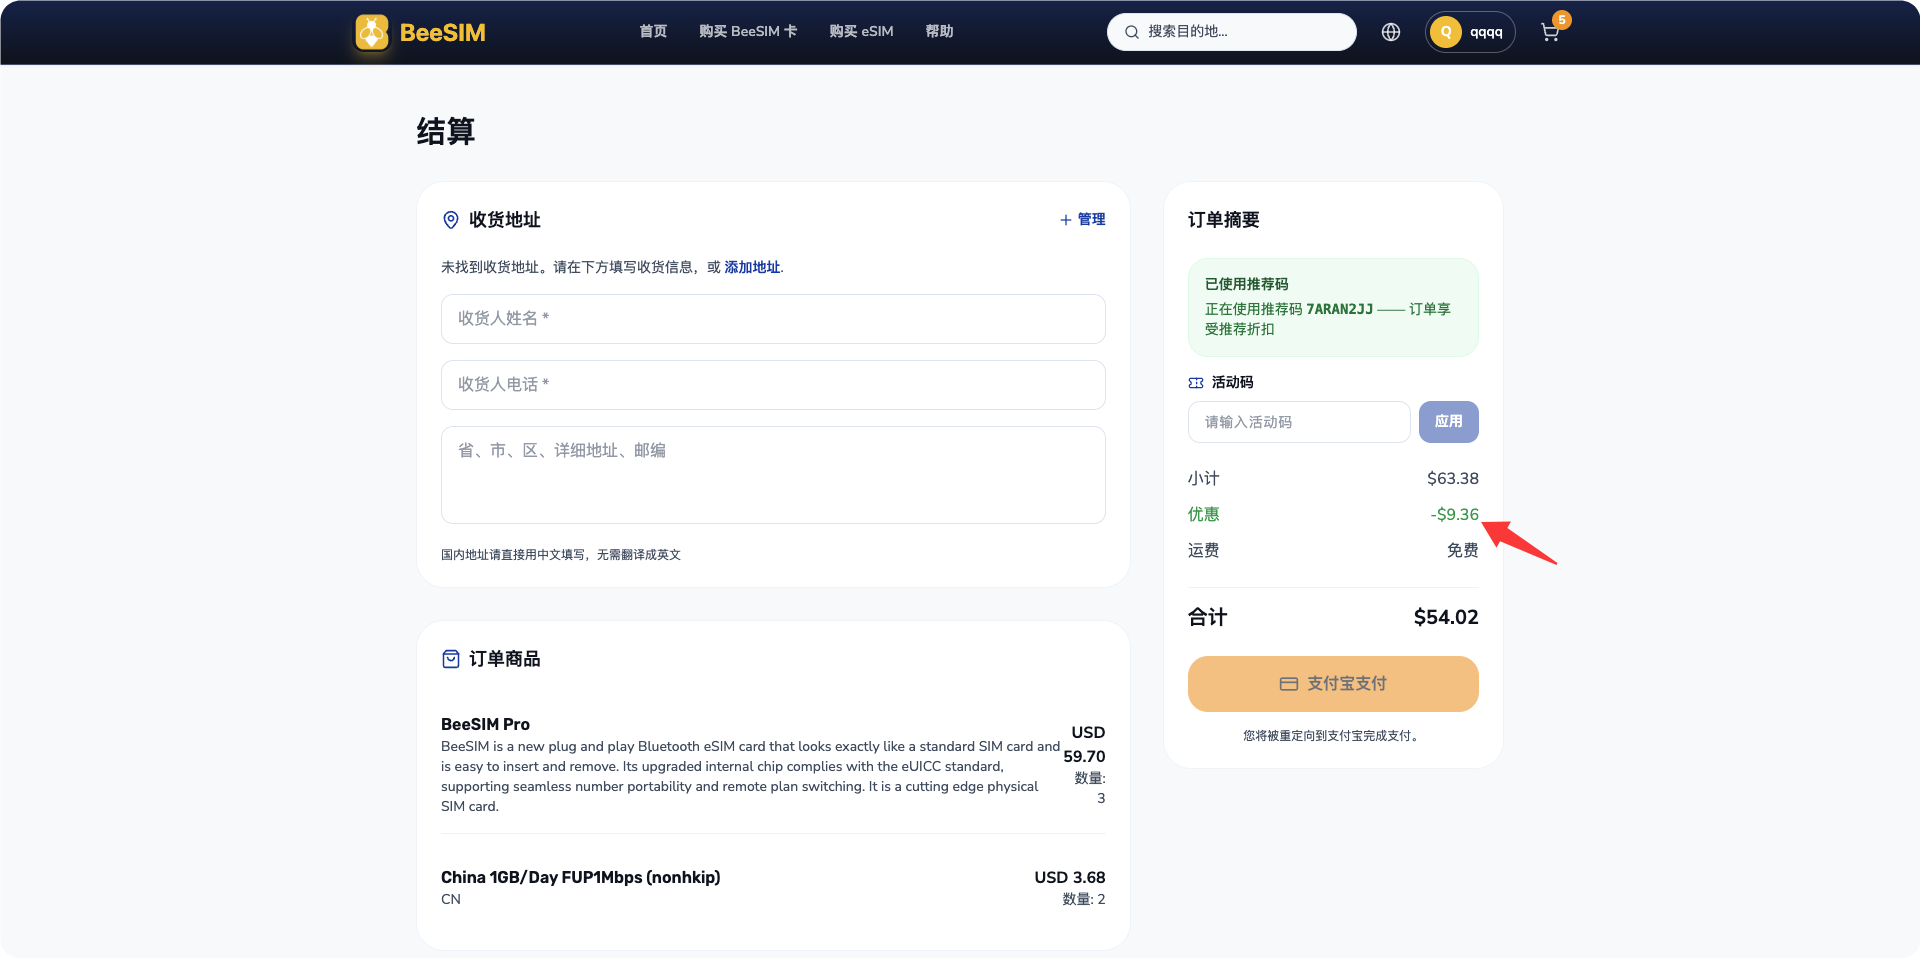 BeeSIM
首页
购买 BeeSIM 卡
购买 eSIM
帮助
搜索目的地...
Q
qqqq
5
结算
收货地址
管理
未找到收货地址。请在下方填写收货信息，或 添加地址.
收货人姓名 *
收货人电话 *
省、市、区、详细地址、邮编
国内地址请直接用中文填写，无需翻译成英文
订单商品
BeeSIM Pro
BeeSIM is a new plug and play Bluetooth eSIM card that looks exactly like a standard SIM card and
is easy to insert and remove. Its upgraded internal chip complies with the eUICC standard,
supporting seamless number portability and remote plan switching. It is a cutting edge physical
SIM card.
USD
59.70
数量:
3
China 1GB/Day FUP1Mbps (nonhkip)
CN
USD 3.68
数量: 2
订单摘要
已使用推荐码
正在使用推荐码 7ARAN2JJ —— 订单享
受推荐折扣
活动码
请输入活动码
应用
小计
$63.38
优惠
-$9.36
运费
免费
合计
$54.02
支付宝支付
您将被重定向到支付宝完成支付。